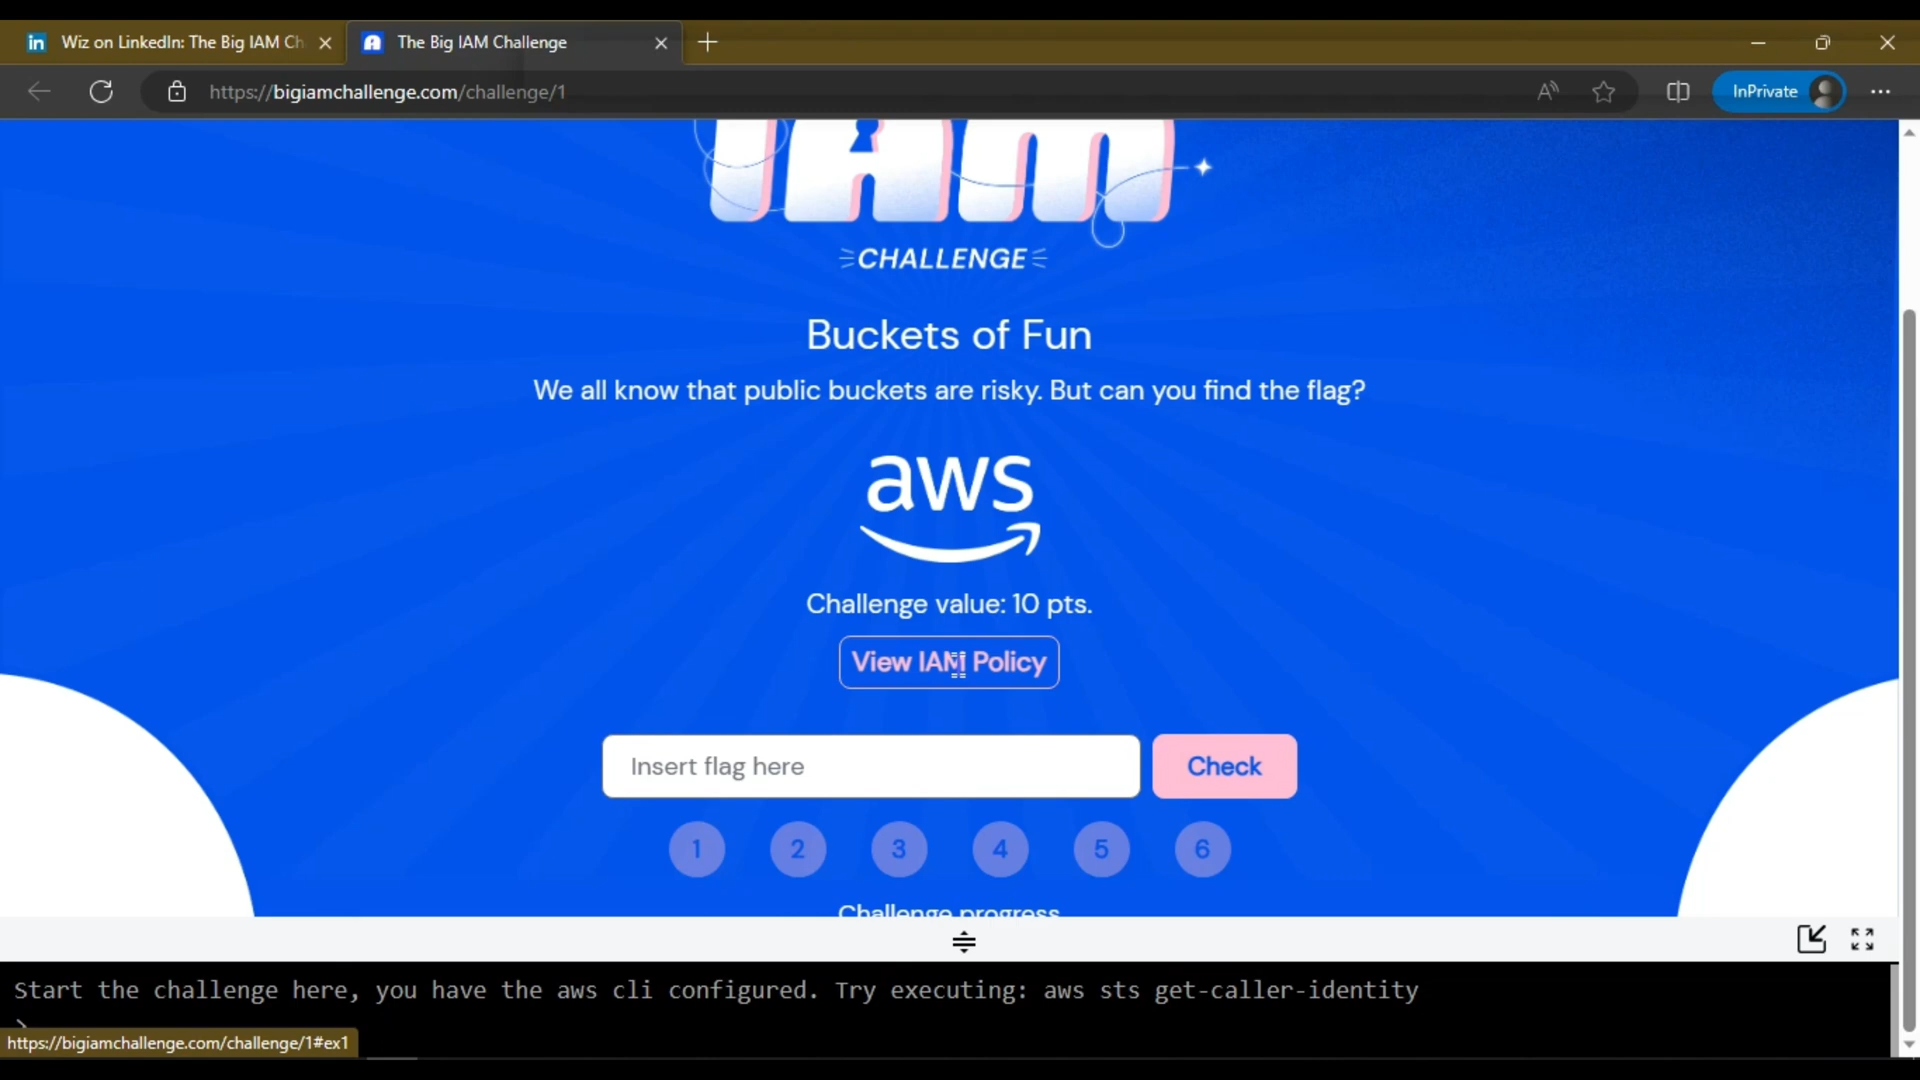 Wiz on LinkedIn: The Big IAM Ch
The Big IAM Challenge
https://bigiamchallenge.com/challenge/1
InPrivate
IAM
CHALLENGE
Buckets of Fun
We all know that public buckets are risky. But can you find the flag?
aws
Challenge value: 10 pts.
View IAM Policy
Insert flag here
Check
1 2 3 4 5 6
Challenge progress
Start the challenge here, you have the aws cli configured. Try executing: aws sts get-caller-identity
>
https://bigiamchallenge.com/challenge/1#ex1